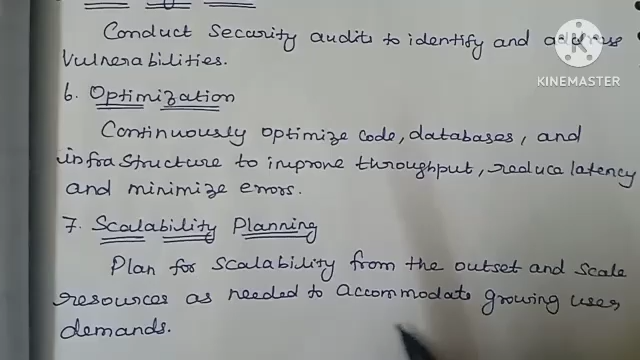 Conduct Security audits to identify and address
Vulnerabilities.
KINEMASTER
6. Optimization
Continuously optimize code, databases, and
infrastructure to improve throughput, reduce latency
and minimize errors.
7. Scalability Planning
Plan for Scalability from the outset and scale
resources as needed to accommodate growing user
demands.